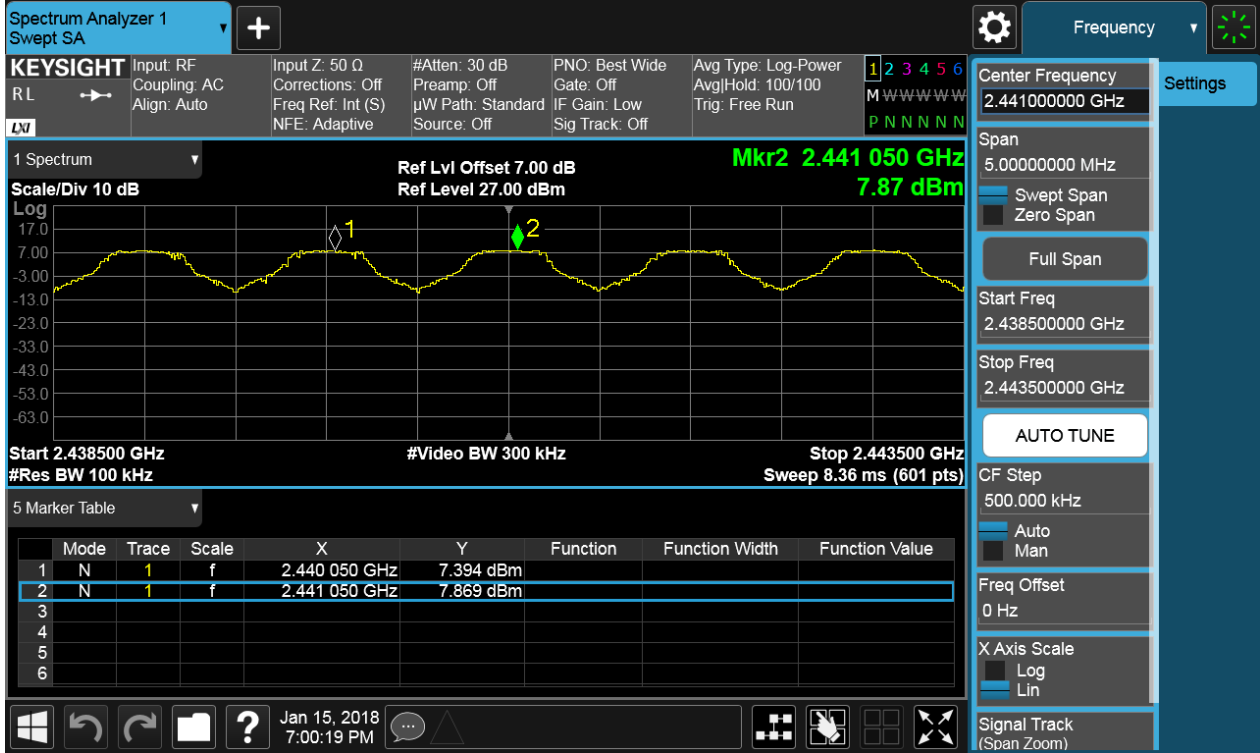 Spectrum Analyzer 1
Swept SA
Frequency
KEYSIGHT
RL
LXI
Input: RF
Coupling: AC
Align: Auto
Input Z: 50 Ω
Corrections: Off
Freq Ref: Int (S)
NFE: Adaptive
#Atten: 30 dB
Preamp: Off
µW Path: Standard
Source: Off
PNO: Best Wide
Gate: Off
IF Gain: Low
Sig Track: Off
Avg Type: Log-Power
Avg|Hold: 100/100
Trig: Free Run
1 2 3 4 5 6
M W W W W W
P N N N N N
1 Spectrum
Scale/Div 10 dB
Ref Lvl Offset 7.00 dB
Ref Level 27.00 dBm
Mkr2 2.441 050 GHz
7.87 dBm
Log
17.0
7.00
-3.00
-13.0
-23.0
-33.0
-43.0
-53.0
-63.0
1
2
Start 2.438500 GHz
#Res BW 100 kHz
#Video BW 300 kHz
Stop 2.443500 GHz
Sweep 8.36 ms (601 pts)
5 Marker Table
Mode Trace Scale X Y Function Function Width Function Value
1 N 1 f 2.440 050 GHz 7.394 dBm
2 N 1 f 2.441 050 GHz 7.869 dBm
3
4
5
6
?
Jan 15, 2018
7:00:19 PM
Settings
Center Frequency
2.441000000 GHz
Span
5.00000000 MHz
Swept Span
Zero Span
Full Span
Start Freq
2.438500000 GHz
Stop Freq
2.443500000 GHz
AUTO TUNE
CF Step
500.000 kHz
Auto
Man
Freq Offset
0 Hz
X Axis Scale
Log
Lin
Signal Track
(Span Zoom)